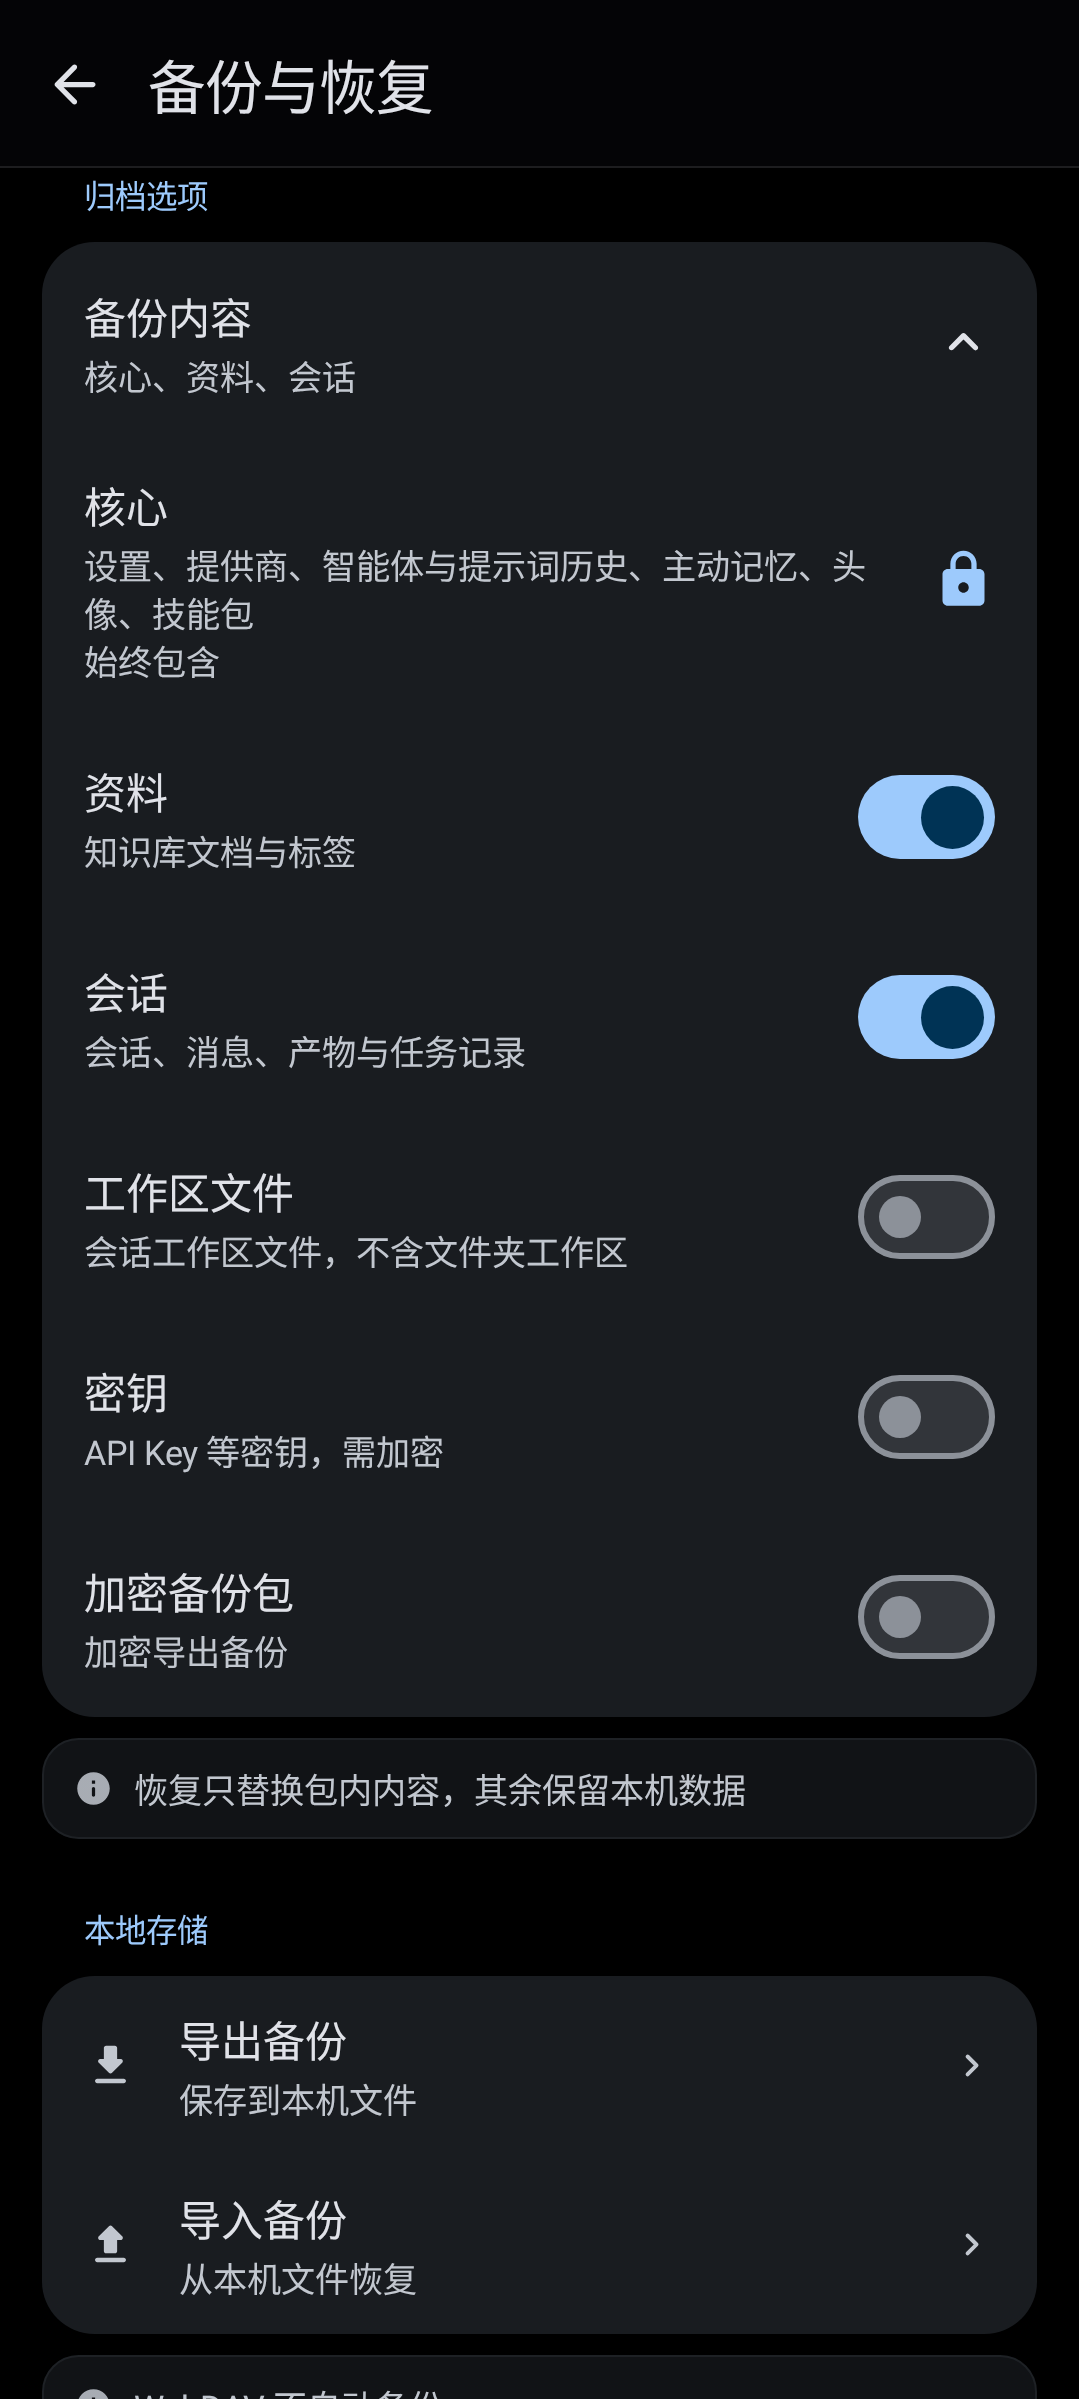 备份与恢复
归档选项
备份内容
核心、资料、会话
核心
设置、提供商、智能体与提示词历史、主动记忆、头
像、技能包
始终包含
资料
知识库文档与标签
会话
会话、消息、产物与任务记录
工作区文件
会话工作区文件，不含文件夹工作区
密钥
API Key 等密钥，需加密
加密备份包
加密导出备份
恢复只替换包内内容，其余保留本机数据
本地存储
导出备份
保存到本机文件
导入备份
从本机文件恢复
WebDAV 不自动备份